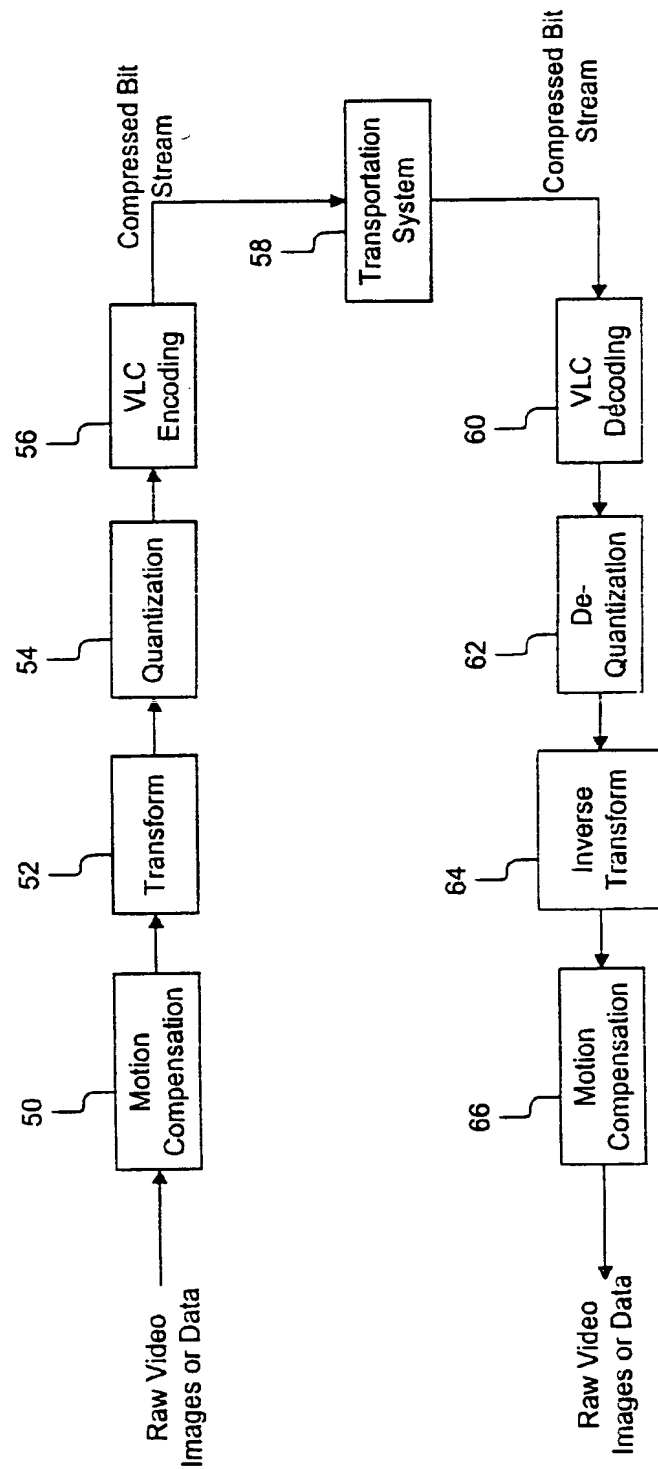 Raw Video
Images or Data
50
Motion
Compensation
52
Transform
54
Quantization
56
VLC
Encoding
Compressed Bit
Stream
58
Transportation
System
Compressed Bit
Stream
60
VLC
Decoding
62
De-
Quantization
64
Inverse
Transform
66
Motion
Compensation
Raw Video
Images or Data